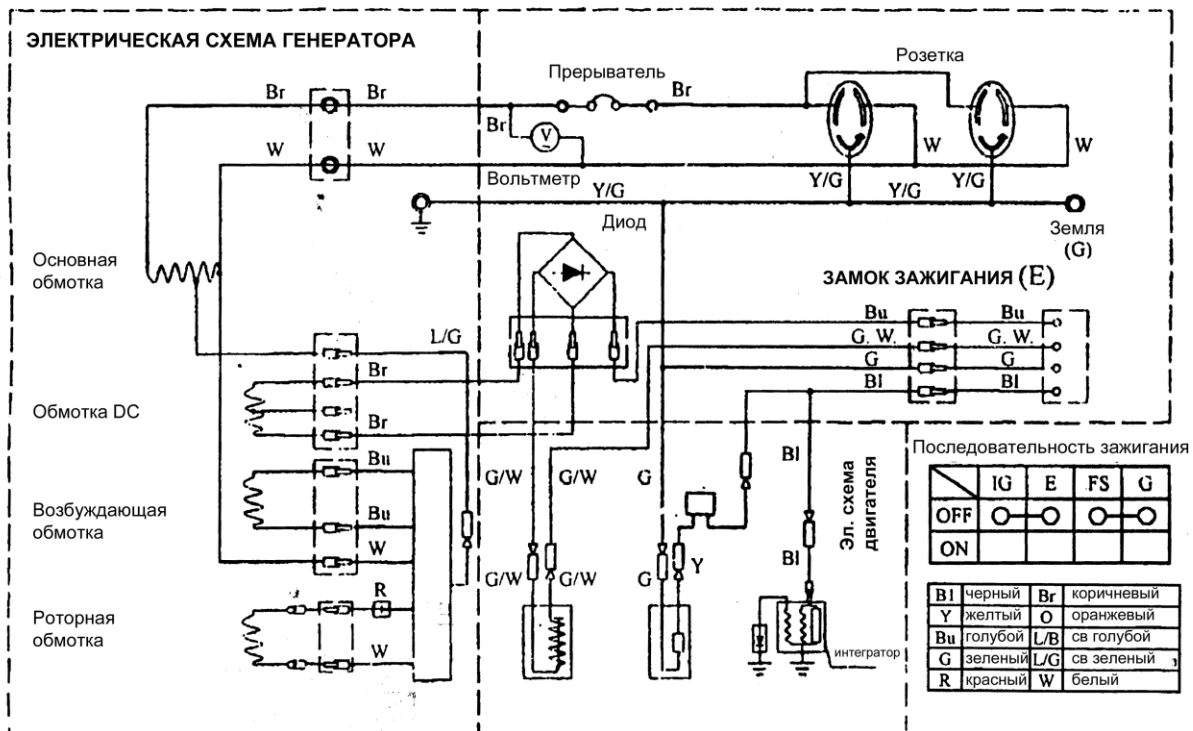 ЭЛЕКТРИЧЕСКАЯ СХЕМА ГЕНЕРАТОРА
Прерыватель
Розетка
Br
Br
Br
Br
V
W
W
W
W
Вольтметр
Y/G
Y/G
Y/G
Y/G
Диод
Земля
(G)
Основная
обмотка
ЗАМОК ЗАЖИГАНИЯ (E)
L/G
Bu
Bu
G. W.
G. W.
G
G
Bl
Bl
Br
Обмотка DC
Br
Последовательность зажигания
IG E FS G
OFF
ON
Bu
Возбуждающая
обмотка
Bu
W
G/W
G/W
G
Bl
Эл. схема
двигателя
G/W
G/W
G
Y
Bl
R
Роторная
обмотка
W
интегратор
Bl черный Br коричневый
Y желтый O оранжевый
Bu голубой L/B св голубой
G зеленый L/G св зеленый
R красный W белый